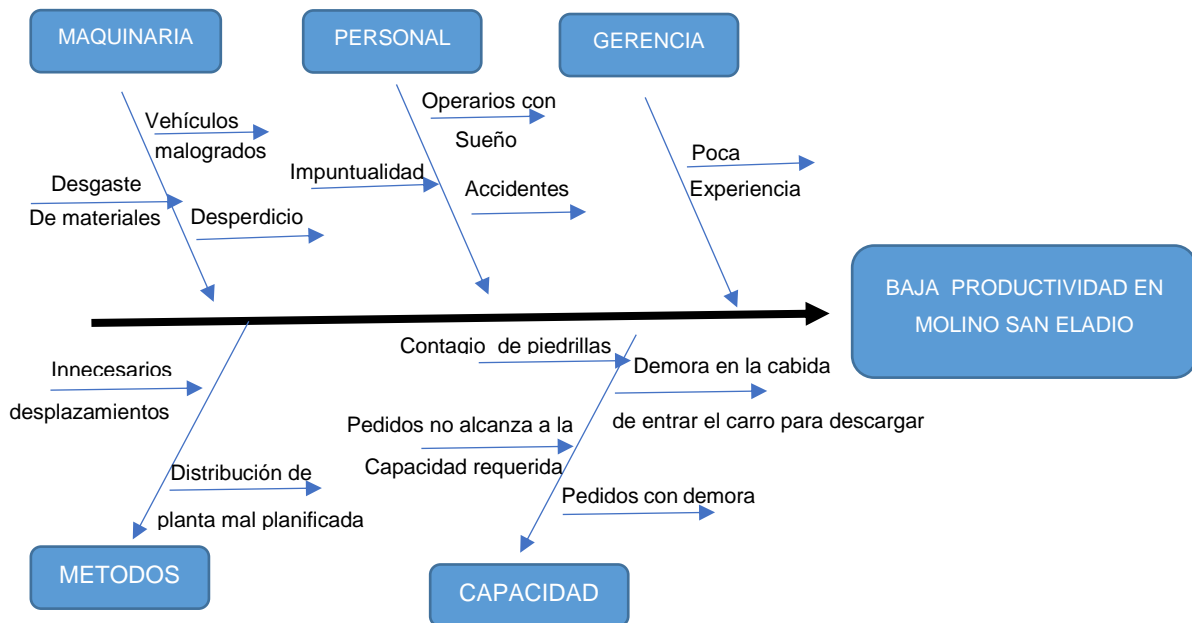 MAQUINARIA
PERSONAL
GERENCIA
Vehículos
malogrados
Desgaste
De materiales
Desperdicio
Operarios con
Sueño
Impuntualidad
Accidentes
Poca
Experiencia
BAJA PRODUCTIVIDAD EN
MOLINO SAN ELADIO
Innecesarios
desplazamientos
Distribución de
planta mal planificada
Contagio de piedrillas
Demora en la cabida
de entrar el carro para descargar
Pedidos no alcanza a la
Capacidad requerida
Pedidos con demora
METODOS
CAPACIDAD